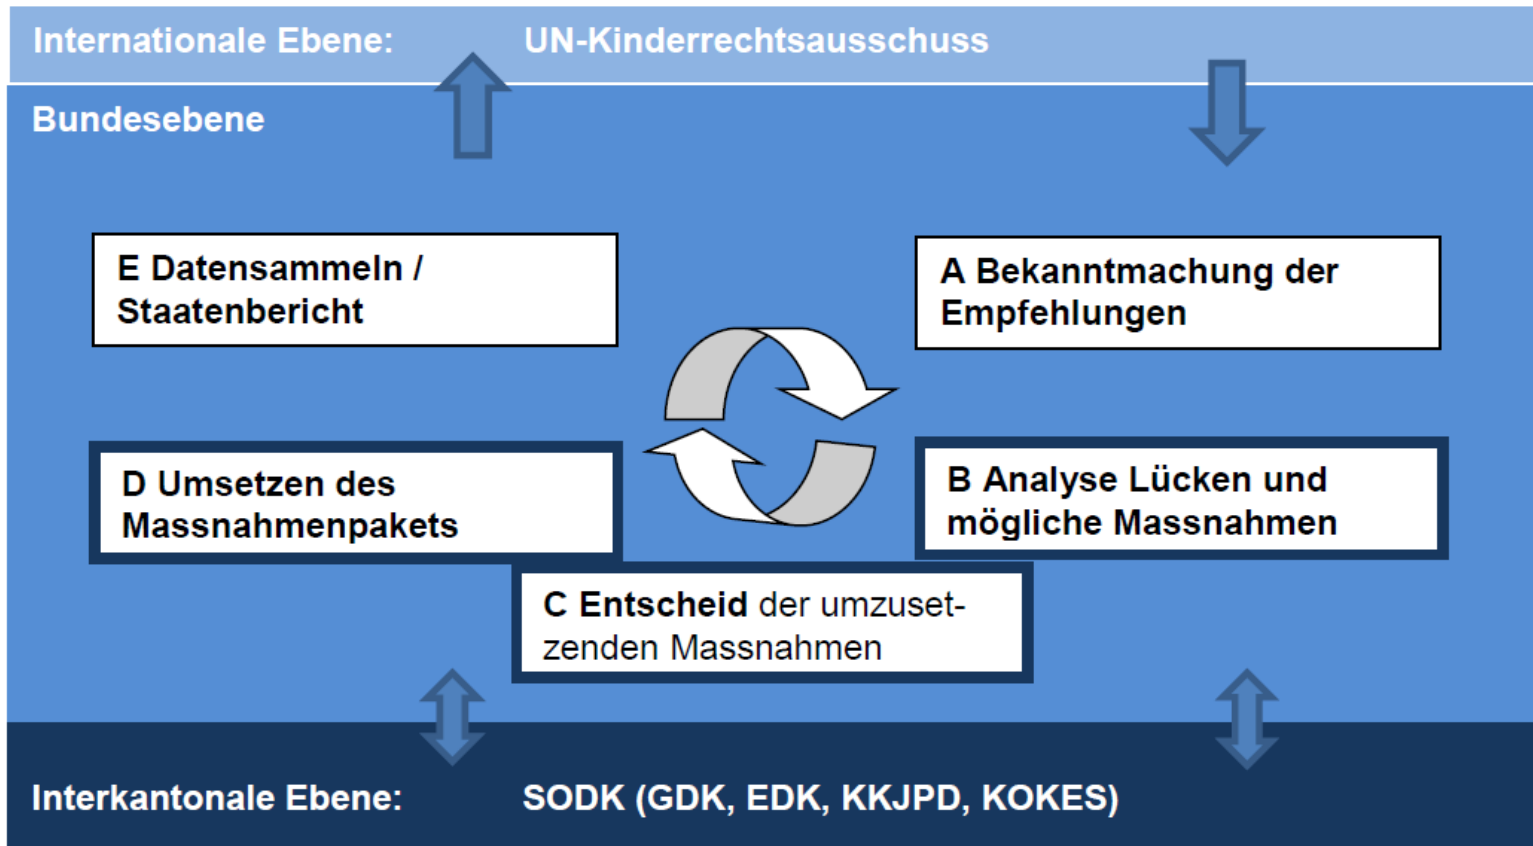 Internationale Ebene: UN-Kinderrechtsausschuss
Bundesebene
E Datensammeln /
Staatenbericht
A Bekanntmachung der
Empfehlungen
D Umsetzen des
Massnahmenpakets
B Analyse Lücken und
mögliche Massnahmen
C Entscheid der umzuset-
zenden Massnahmen
Interkantonale Ebene: SODK (GDK, EDK, KKJPD, KOKES)